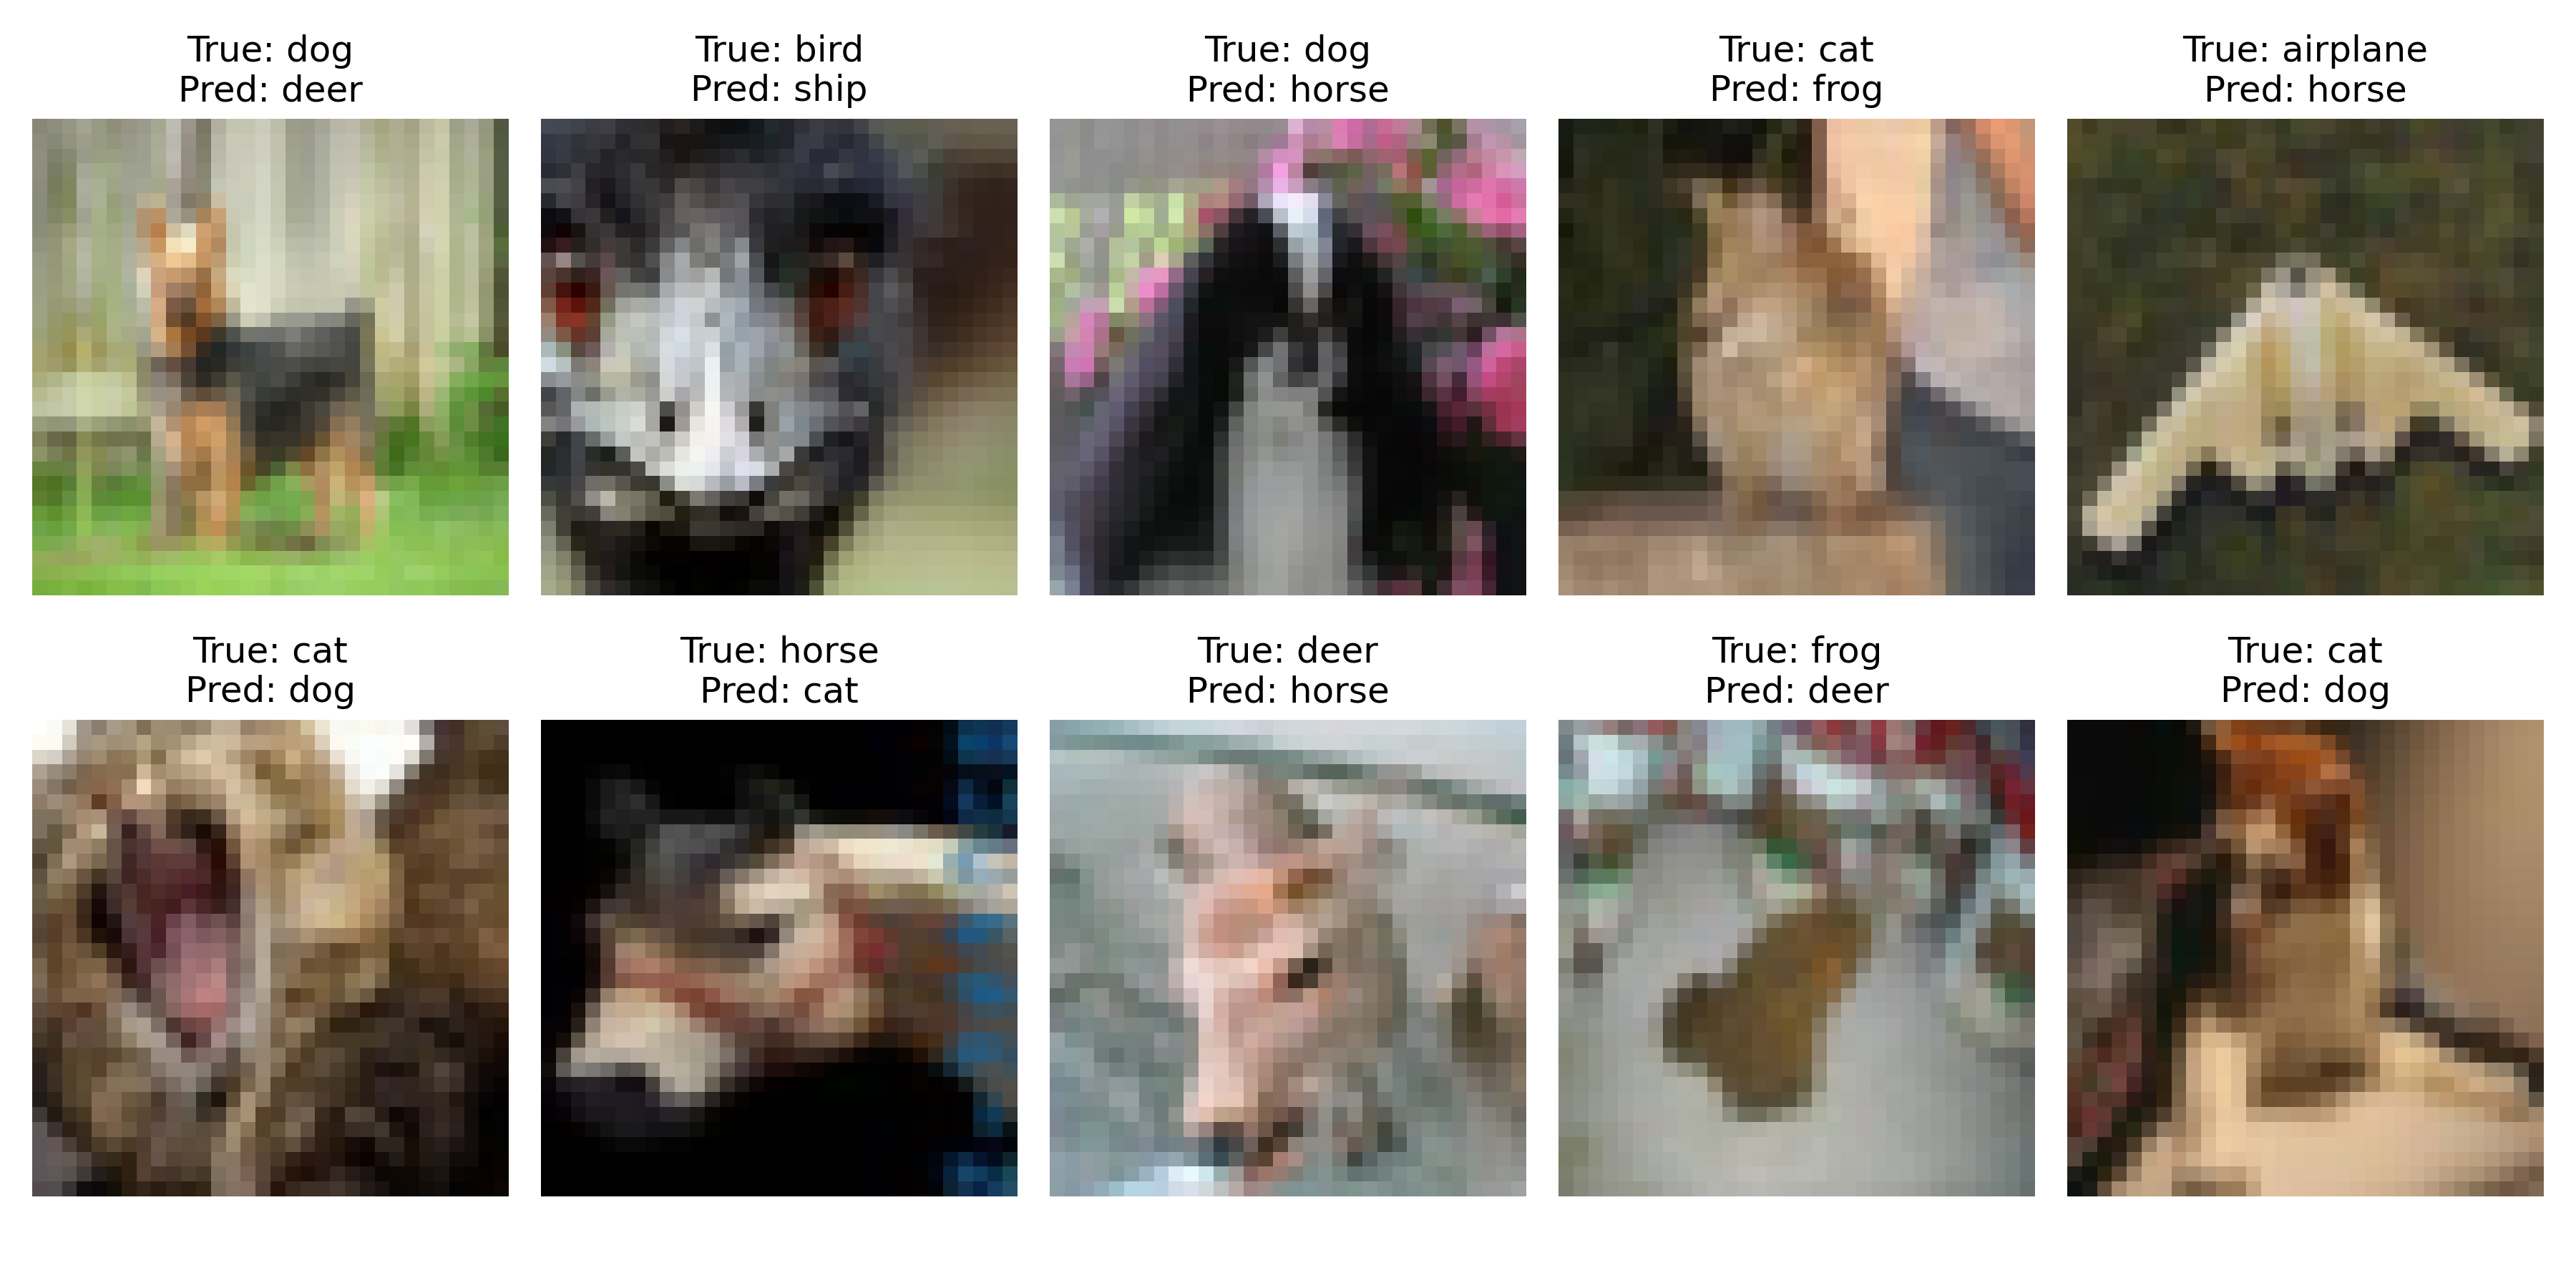 True: dog
Pred: deer
True: bird
Pred: ship
True: dog
Pred: horse
True: cat
Pred: frog
True: airplane
Pred: horse
True: cat
Pred: dog
True: horse
Pred: cat
True: deer
Pred: horse
True: frog
Pred: deer
True: cat
Pred: dog